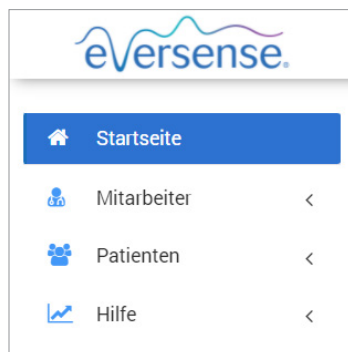 eversense.
Startseite
Mitarbeiter
Patienten
Hilfe